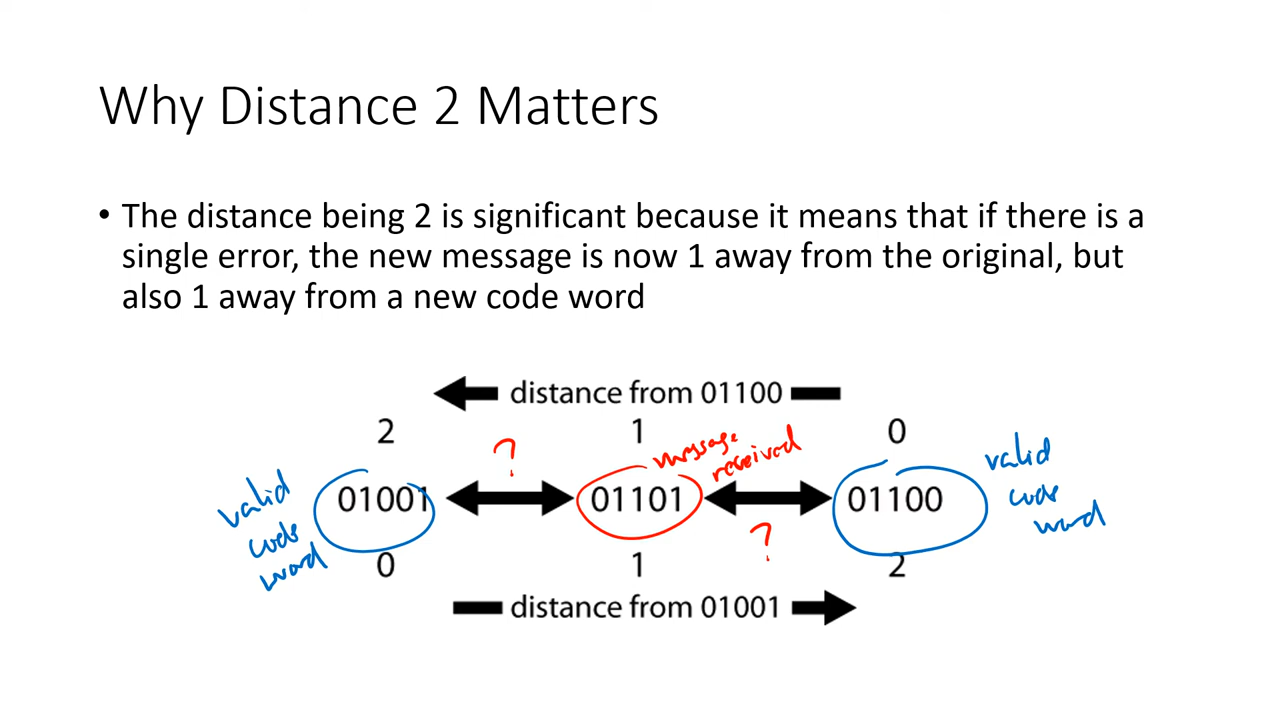 Why Distance 2 Matters
• The distance being 2 is significant because it means that if there is a
single error, the new message is now 1 away from the original, but
also 1 away from a new code word
distance from 01100
2 1 0
? message
received
valid
code
word
01001 01101 01100
valid
code
word
?
0 1 2
distance from 01001